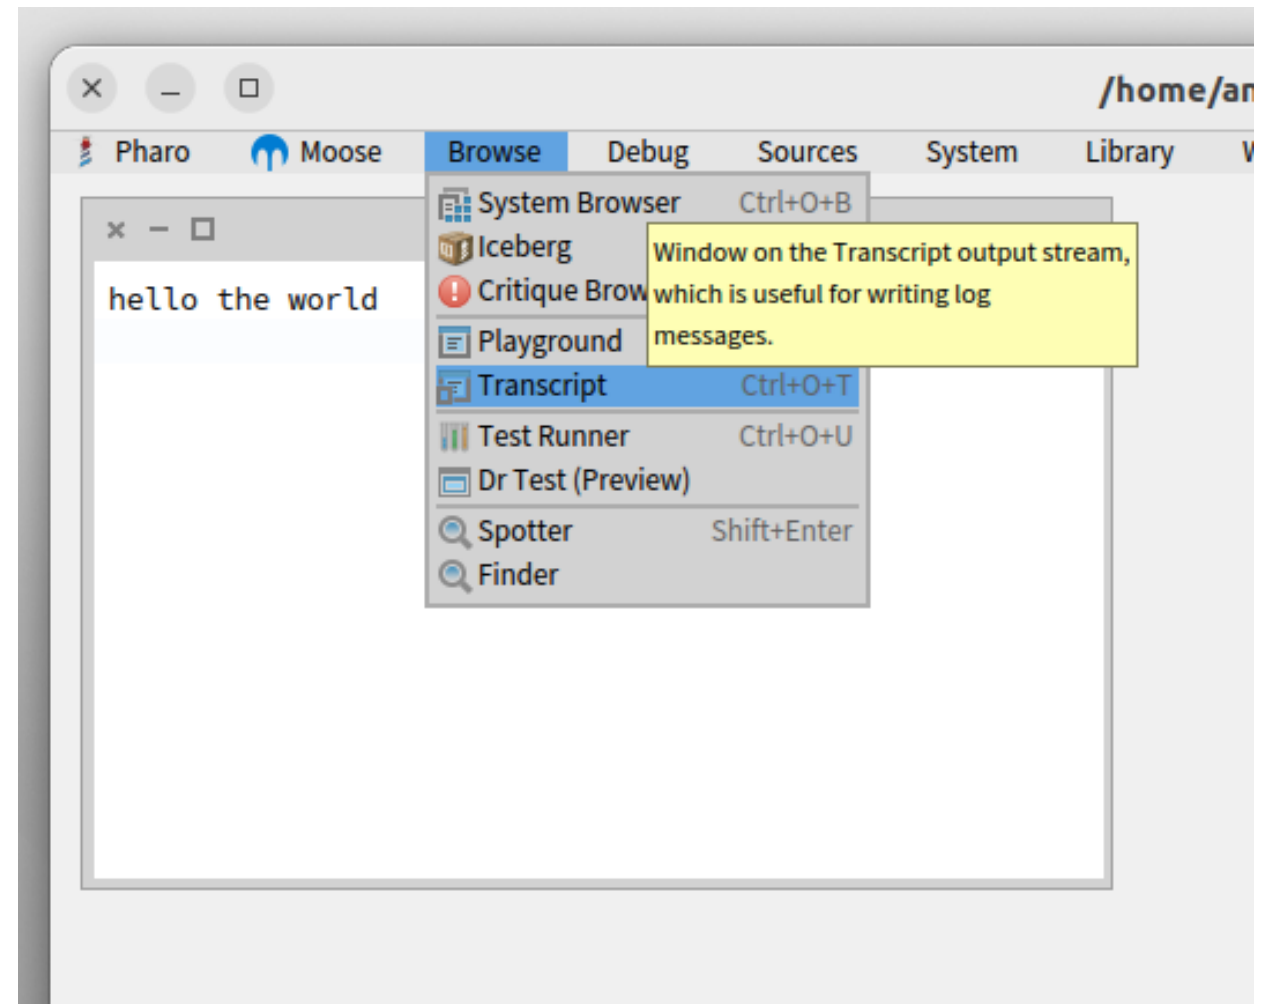 /home/an
Pharo Moose Browse Debug Sources System Library
System Browser Ctrl+O+B
Iceberg
Critique Brow
Playground
Transcript Ctrl+O+T
Test Runner Ctrl+O+U
Dr Test (Preview)
Spotter Shift+Enter
Finder
Window on the Transcript output stream,
which is useful for writing log
messages.
hello the world